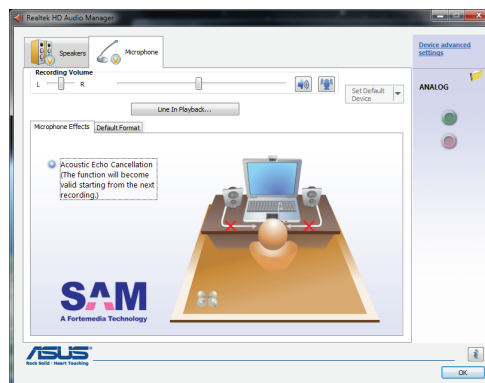 Realtek HD Audio Manager
Speakers
Microphone
Device advanced
settings
Recording Volume
L
R
Set Default
Device
ANALOG
Line In Playback...
Microphone Effects
Default Format
Acoustic Echo Cancellation
(The function will become
valid starting from the next
recording.)
SAM
A Fortemedia Technology
ASUS
Rock Solid · Heart Touching
i
OK